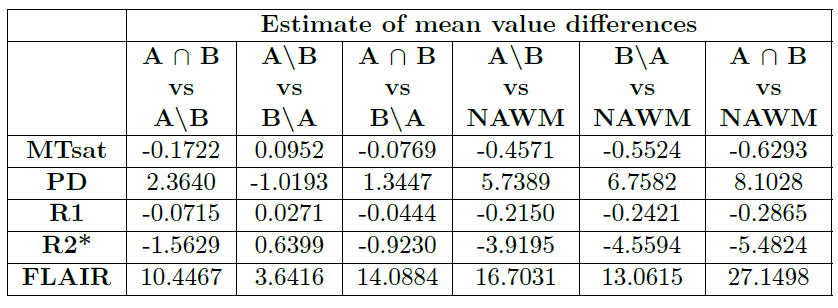 Estimate of mean value differences
A ∩ B A\B A ∩ B A\B B\A A ∩ B
vs vs vs vs vs vs
A\B B\A B\A NAWM NAWM NAWM
MTsat -0.1722 0.0952 -0.0769 -0.4571 -0.5524 -0.6293
PD 2.3640 -1.0193 1.3447 5.7389 6.7582 8.1028
R1 -0.0715 0.0271 -0.0444 -0.2150 -0.2421 -0.2865
R2* -1.5629 0.6399 -0.9230 -3.9195 -4.5594 -5.4824
FLAIR 10.4467 3.6416 14.0884 16.7031 13.0615 27.1498